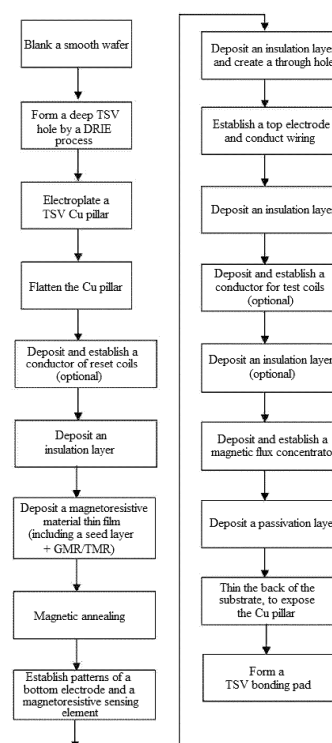 Blank a smooth wafer
Form a deep TSV
hole by a DRIE
process
Electroplate a
TSV Cu pillar
Flatten the Cu pillar
Deposit and establish a
conductor of reset coils
(optional)
Deposit an
insulation layer
Deposit a magnetoresistive
material thin film
(including a seed layer
+ GMR/TMR)
Magnetic annealing
Establish patterns of a
bottom electrode and a
magnetoresistive sensing
element
Deposit an insulation laye
and create a through hole
Establish a top electrode
and conduct wiring
Deposit an insulation laye
Deposit and establish a
conductor for test coils
(optional)
Deposit an insulation layer
(optional)
Deposit and establish a
magnetic flux concentrato
Deposit a passivation laye
Thin the back of the
substrate, to expose
the Cu pillar
Form a
TSV bonding pad